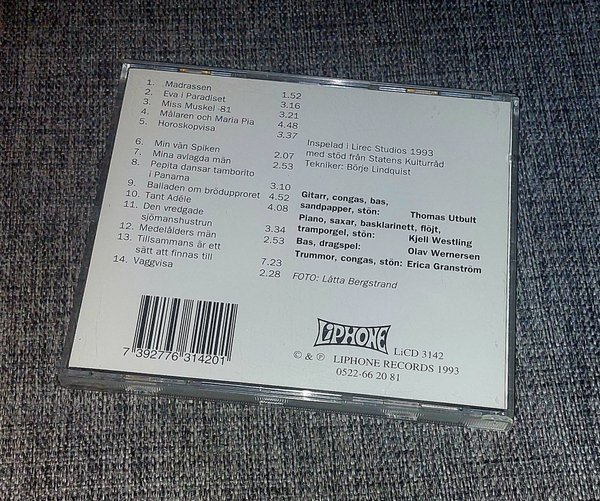 1. Madrassen 1.52
2. Eva i Paradiset 3.16
3. Miss Muskel -81 3.21
4. Målaren och Maria Pia 4.48
5. Horoskopvisa 3.37
6. Min vän Spiken 2.07
7. Mina avlagda män 2.53
8. Pepita dansar tamborito
i Panama 3.10
9. Balladen om brödupproret 4.52
10. Tant Adéle 4.08
11. Den vredgade
sjömanshustrun 3.34
12. Medelålders män 2.53
13. Tillsammans är ett
sätt att finnas till 7.23
14. Vaggvisa 2.28
Inspelad i Lirec Studios 1993
med stöd från Statens Kulturråd
Tekniker: Börje Lindquist
Gitarr, congas, bas,
sandpapper, stön: Thomas Utbult
Piano, saxar, basklarinett, flöjt,
tramporgel, stön: Kjell Westling
Bas, dragspel: Olav Wernersen
Trummor, congas, stön: Erica Granström
FOTO: Låtta Bergstrand
7 392776 314201
LIPHONE LiCD 3142
© & ℗ LIPHONE RECORDS 1993
0522-66 20 81